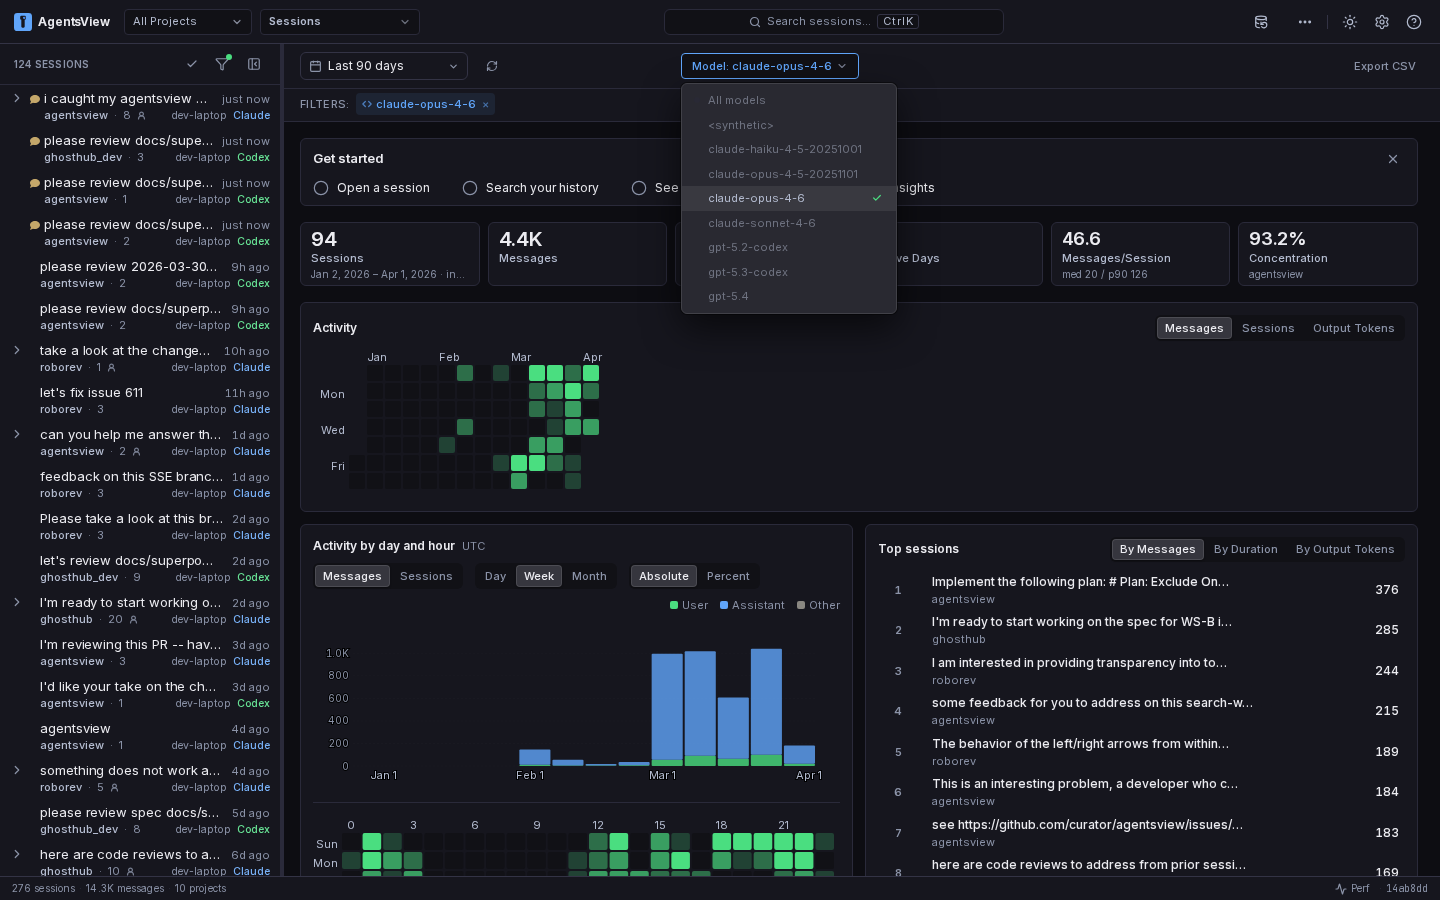 AgentsView
All Projects
Sessions
Search sessions... CtrlK
124 SESSIONS
i caught my agentsview ... just now
agentsview · 8 dev-laptop Claude
please review docs/supe... just now
ghosthub_dev · 3 dev-laptop Codex
please review docs/supe... just now
agentsview · 1 dev-laptop Codex
please review docs/supe... just now
agentsview · 2 dev-laptop Codex
please review 2026-03-30... 9h ago
agentsview · 2 dev-laptop Codex
please review docs/superp... 9h ago
agentsview · 2 dev-laptop Codex
take a look at the change... 10h ago
roborev · 1 dev-laptop Claude
let's fix issue 611 11h ago
roborev · 3 dev-laptop Claude
can you help me answer th... 1d ago
agentsview · 2 dev-laptop Claude
feedback on this SSE branc... 1d ago
roborev · 3 dev-laptop Claude
Please take a look at this br... 2d ago
roborev · 3 dev-laptop Claude
let's review docs/superpo... 2d ago
ghosthub_dev · 9 dev-laptop Codex
I'm ready to start working o... 2d ago
ghosthub · 20 dev-laptop Claude
I'm reviewing this PR -- hav... 3d ago
agentsview · 3 dev-laptop Claude
I'd like your take on the ch... 3d ago
agentsview · 1 dev-laptop Codex
agentsview 4d ago
agentsview · 1 dev-laptop Claude
something does not work a... 4d ago
roborev · 5 dev-laptop Claude
please review spec docs/s... 5d ago
ghosthub_dev · 8 dev-laptop Codex
here are code reviews to a... 6d ago
ghosthub · 10 dev-laptop Claude
Last 90 days
Model: claude-opus-4-6
Export CSV
FILTERS: claude-opus-4-6 ×
All models
<synthetic>
claude-haiku-4-5-20251001
claude-opus-4-5-20251101
claude-opus-4-6
claude-sonnet-4-6
gpt-5.2-codex
gpt-5.3-codex
gpt-5.4
Get started
Open a session
Search your history
See
nsights
94
Sessions
Jan 2, 2026 – Apr 1, 2026 · in...
4.4K
Messages
ve Days
46.6
Messages/Session
med 20 / p90 126
93.2%
Concentration
agentsview
Activity
Messages Sessions Output Tokens
Jan Feb Mar Apr
Mon
Wed
Fri
Activity by day and hour UTC
Messages Sessions Day Week Month Absolute Percent
User Assistant Other
1.0K
800
600
400
200
0
Jan 1 Feb 1 Mar 1 Apr 1
0 3 6 9 12 15 18 21
Sun
Mon
Top sessions
By Messages By Duration By Output Tokens
1 Implement the following plan: # Plan: Exclude On... 376
agentsview
2 I'm ready to start working on the spec for WS-B i... 285
ghosthub
3 I am interested in providing transparency into to... 244
roborev
4 some feedback for you to address on this search-w... 215
agentsview
5 The behavior of the left/right arrows from within... 189
roborev
6 This is an interesting problem, a developer who c... 184
agentsview
7 see https://github.com/curator/agentsview/issues/... 183
agentsview
8 here are code reviews to address from prior sessi... 169
276 sessions · 14.3K messages · 10 projects
Perf 14ab8dd